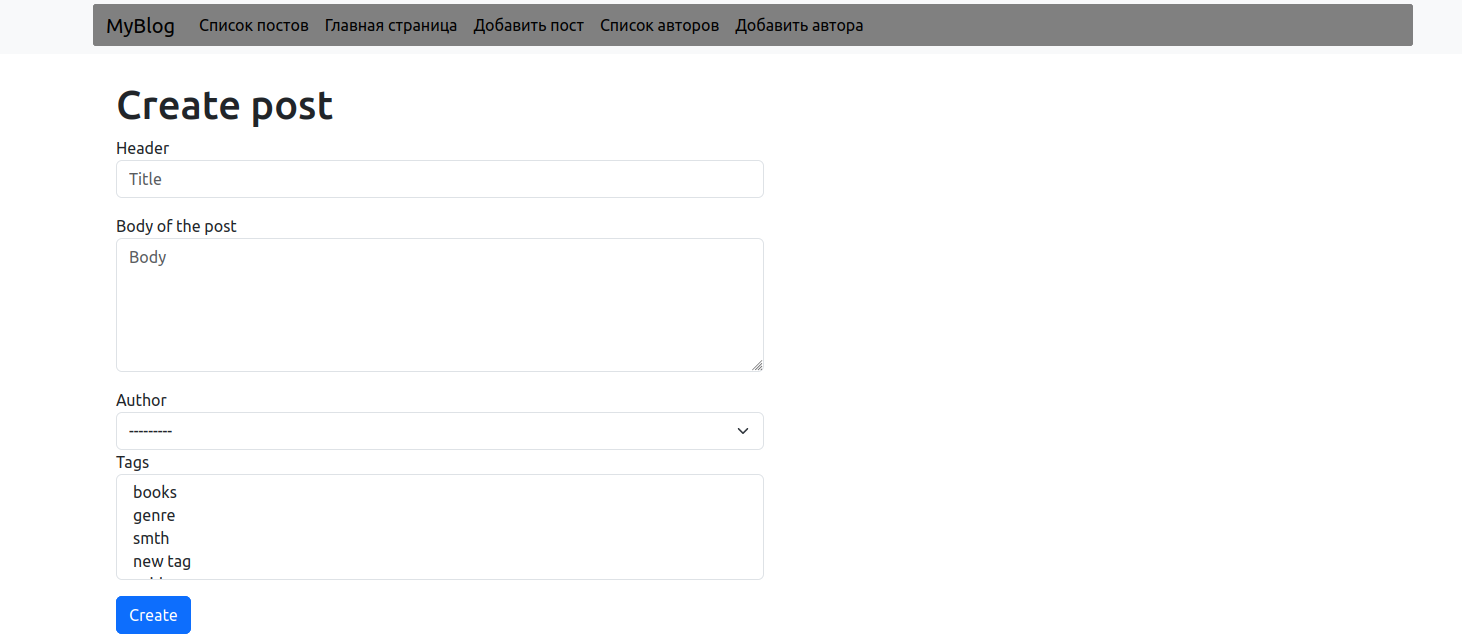 MyBlog Список постов Главная страница Добавить пост Список авторов Добавить автора
Create post
Header
Title
Body of the post
Body
Author
---------
Tags
books
genre
smth
new tag
Create